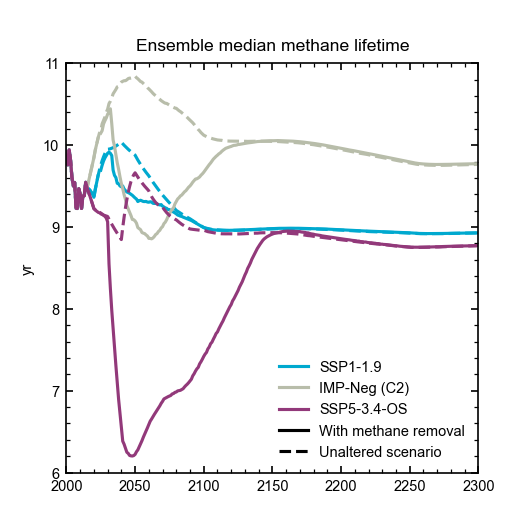 Ensemble median methane lifetime
11
10
9
8
7
6
yr
SSP1-1.9
IMP-Neg (C2)
SSP5-3.4-OS
With methane removal
Unaltered scenario
2000 2050 2100 2150 2200 2250 2300